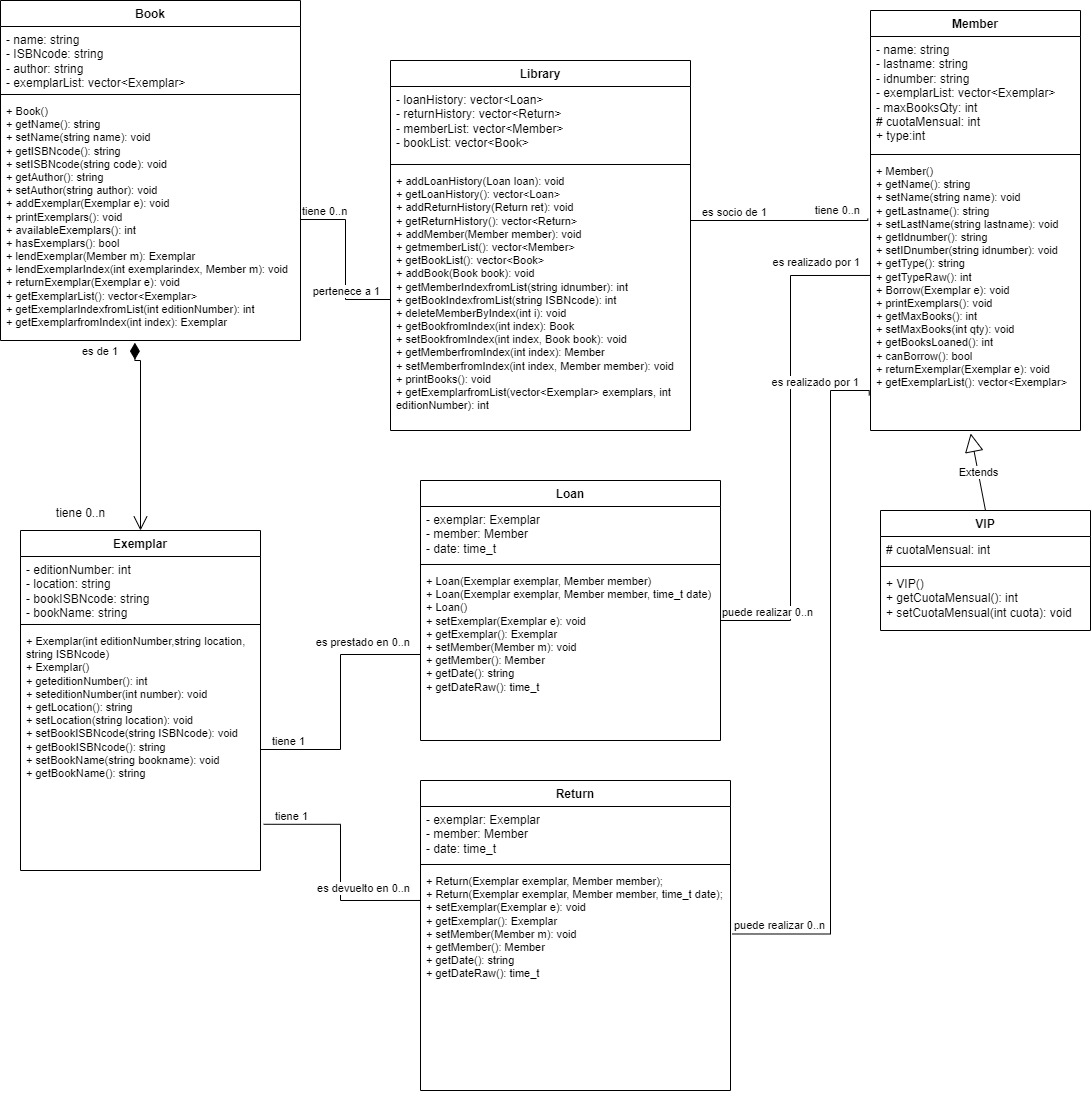 Book
- name: string
- ISBNcode: string
- author: string
- exemplarList: vector<Exemplar>
+ Book()
+ getName(): string
+ setName(string name): void
+ getISBNcode(): string
+ setISBNcode(string code): void
+ getAuthor(): string
+ setAuthor(string author): void
+ addExemplar(Exemplar e): void
+ printExemplars(): void
+ availableExemplars(): int
+ hasExemplars(): bool
+ lendExemplar(Member m): Exemplar
+ lendExemplarIndex(int exemplarindex, Member m): void
+ returnExemplar(Exemplar e): void
+ getExemplarList(): vector<Exemplar>
+ getExemplarIndexfromList(int editionNumber): int
+ getExemplarfromIndex(int index): Exemplar
tiene 0..n
pertenece a 1
Library
- loanHistory: vector<Loan>
- returnHistory: vector<Return>
- memberList: vector<Member>
- bookList: vector<Book>
+ addLoanHistory(Loan loan): void
+ getLoanHistory(): vector<Loan>
+ addReturnHistory(Return ret): void
+ getReturnHistory(): vector<Return>
+ addMember(Member member): void
+ getmemberList(): vector<Member>
+ getBookList(): vector<Book>
+ addBook(Book book): void
+ getMemberIndexfromList(string idnumber): int
+ getBookIndexfromList(string ISBNcode): int
+ deleteMemberByIndex(int i): void
+ getBookfromIndex(int index): Book
+ setBookfromIndex(int index, Book book): void
+ getMemberfromIndex(int index): Member
+ setMemberfromIndex(int index, Member member): void
+ printBooks(): void
+ getExemplarfromList(vector<Exemplar> exemplars, int
editionNumber): int
es socio de 1
tiene 0..n
Member
- name: string
- lastname: string
- idnumber: string
- exemplarList: vector<Exemplar>
- maxBooksQty: int
# cuotaMensual: int
+ type:int
+ Member()
+ getName(): string
+ setName(string name): void
+ getLastname(): string
+ setLastName(string lastname): void
+ getIdnumber(): string
+ setIDnumber(string idnumber): void
+ getType(): string
+ getTypeRaw(): int
+ Borrow(Exemplar e): void
+ printExemplars(): void
+ getMaxBooks(): int
+ setMaxBooks(int qty): void
+ getBooksLoaned(): int
+ canBorrow(): bool
+ returnExemplar(Exemplar e): void
+ getExemplarList(): vector<Exemplar>
es realizado por 1
es realizado por 1
es de 1
tiene 0..n
Extends
VIP
# cuotaMensual: int
+ VIP()
+ getCuotaMensual(): int
+ setCuotaMensual(int cuota): void
Exemplar
- editionNumber: int
- location: string
- bookISBNcode: string
- bookName: string
+ Exemplar(int editionNumber,string location,
string ISBNcode)
+ Exemplar()
+ geteditionNumber(): int
+ seteditionNumber(int number): void
+ getLocation(): string
+ setLocation(string location): void
+ setBookISBNcode(string ISBNcode): void
+ getBookISBNcode(): string
+ setBookName(string bookname): void
+ getBookName(): string
es prestado en 0..n
tiene 1
Loan
- exemplar: Exemplar
- member: Member
- date: time_t
+ Loan(Exemplar exemplar, Member member)
+ Loan(Exemplar exemplar, Member member, time_t date)
+ Loan()
+ setExemplar(Exemplar e): void
+ getExemplar(): Exemplar
+ setMember(Member m): void
+ getMember(): Member
+ getDate(): string
+ getDateRaw(): time_t
puede realizar 0..n
tiene 1
es devuelto en 0..n
Return
- exemplar: Exemplar
- member: Member
- date: time_t
+ Return(Exemplar exemplar, Member member);
+ Return(Exemplar exemplar, Member member, time_t date);
+ setExemplar(Exemplar e): void
+ getExemplar(): Exemplar
+ setMember(Member m): void
+ getMember(): Member
+ getDate(): string
+ getDateRaw(): time_t
puede realizar 0..n